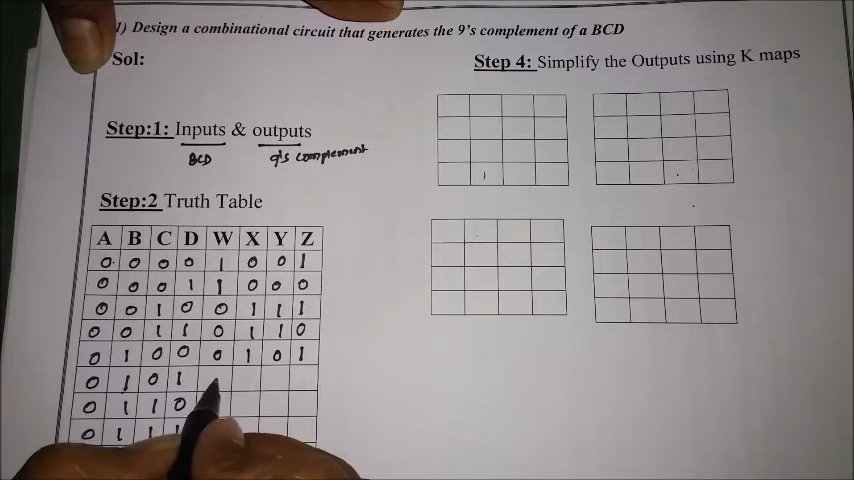 1) Design a combinational circuit that generates the 9's complement of a BCD
Sol:
Step:1: Inputs & outputs
BCD 9's complement
Step:2 Truth Table
A B C D W X Y Z
0 0 0 0 1 0 0 1
0 0 0 1 1 0 0 0
0 0 1 0 0 1 1 1
0 0 1 1 0 1 1 0
0 1 0 0 0 1 0 1
0 1 0 1
0 1 1 0
0 1 1 1
Step 4: Simplify the Outputs using K maps